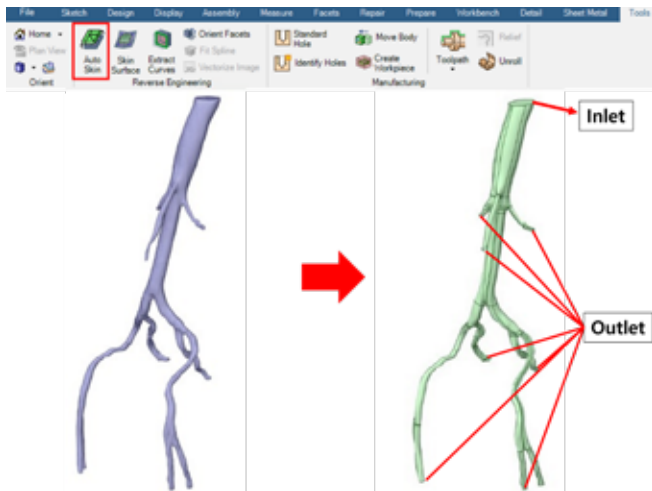 File Sketch Design Display Assembly Measure Facets Repair Prepare Workbench Detail Sheet Metal Tools
Home
Plan View
Orient
Auto Skin
Skin Surface
Extract Curves
Orient Facets
Fit Spline
Vectorize Image
Reverse Engineering
Standard Hole
Identify Holes
Move Body
Create Workpiece
Toolpath
Relief
Unroll
Manufacturing
Inlet
Outlet